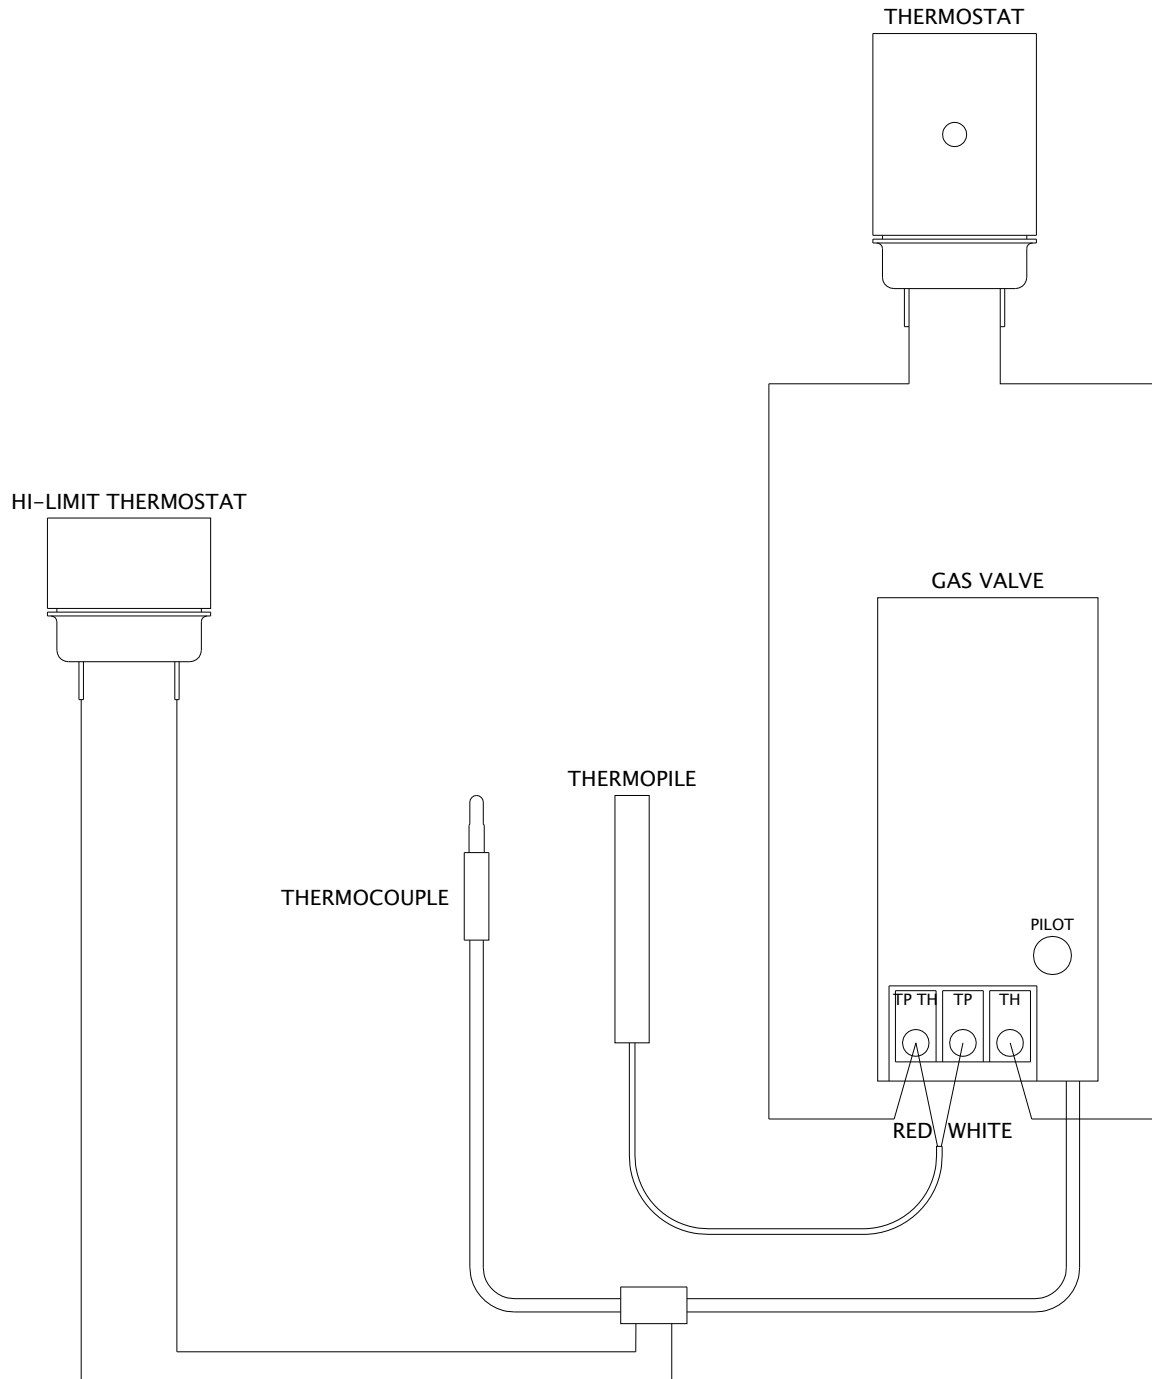 THERMOSTAT
HI-LIMIT THERMOSTAT
GAS VALVE
THERMOPILE
THERMOCOUPLE
PILOT
TP TH TP TH
RED WHITE